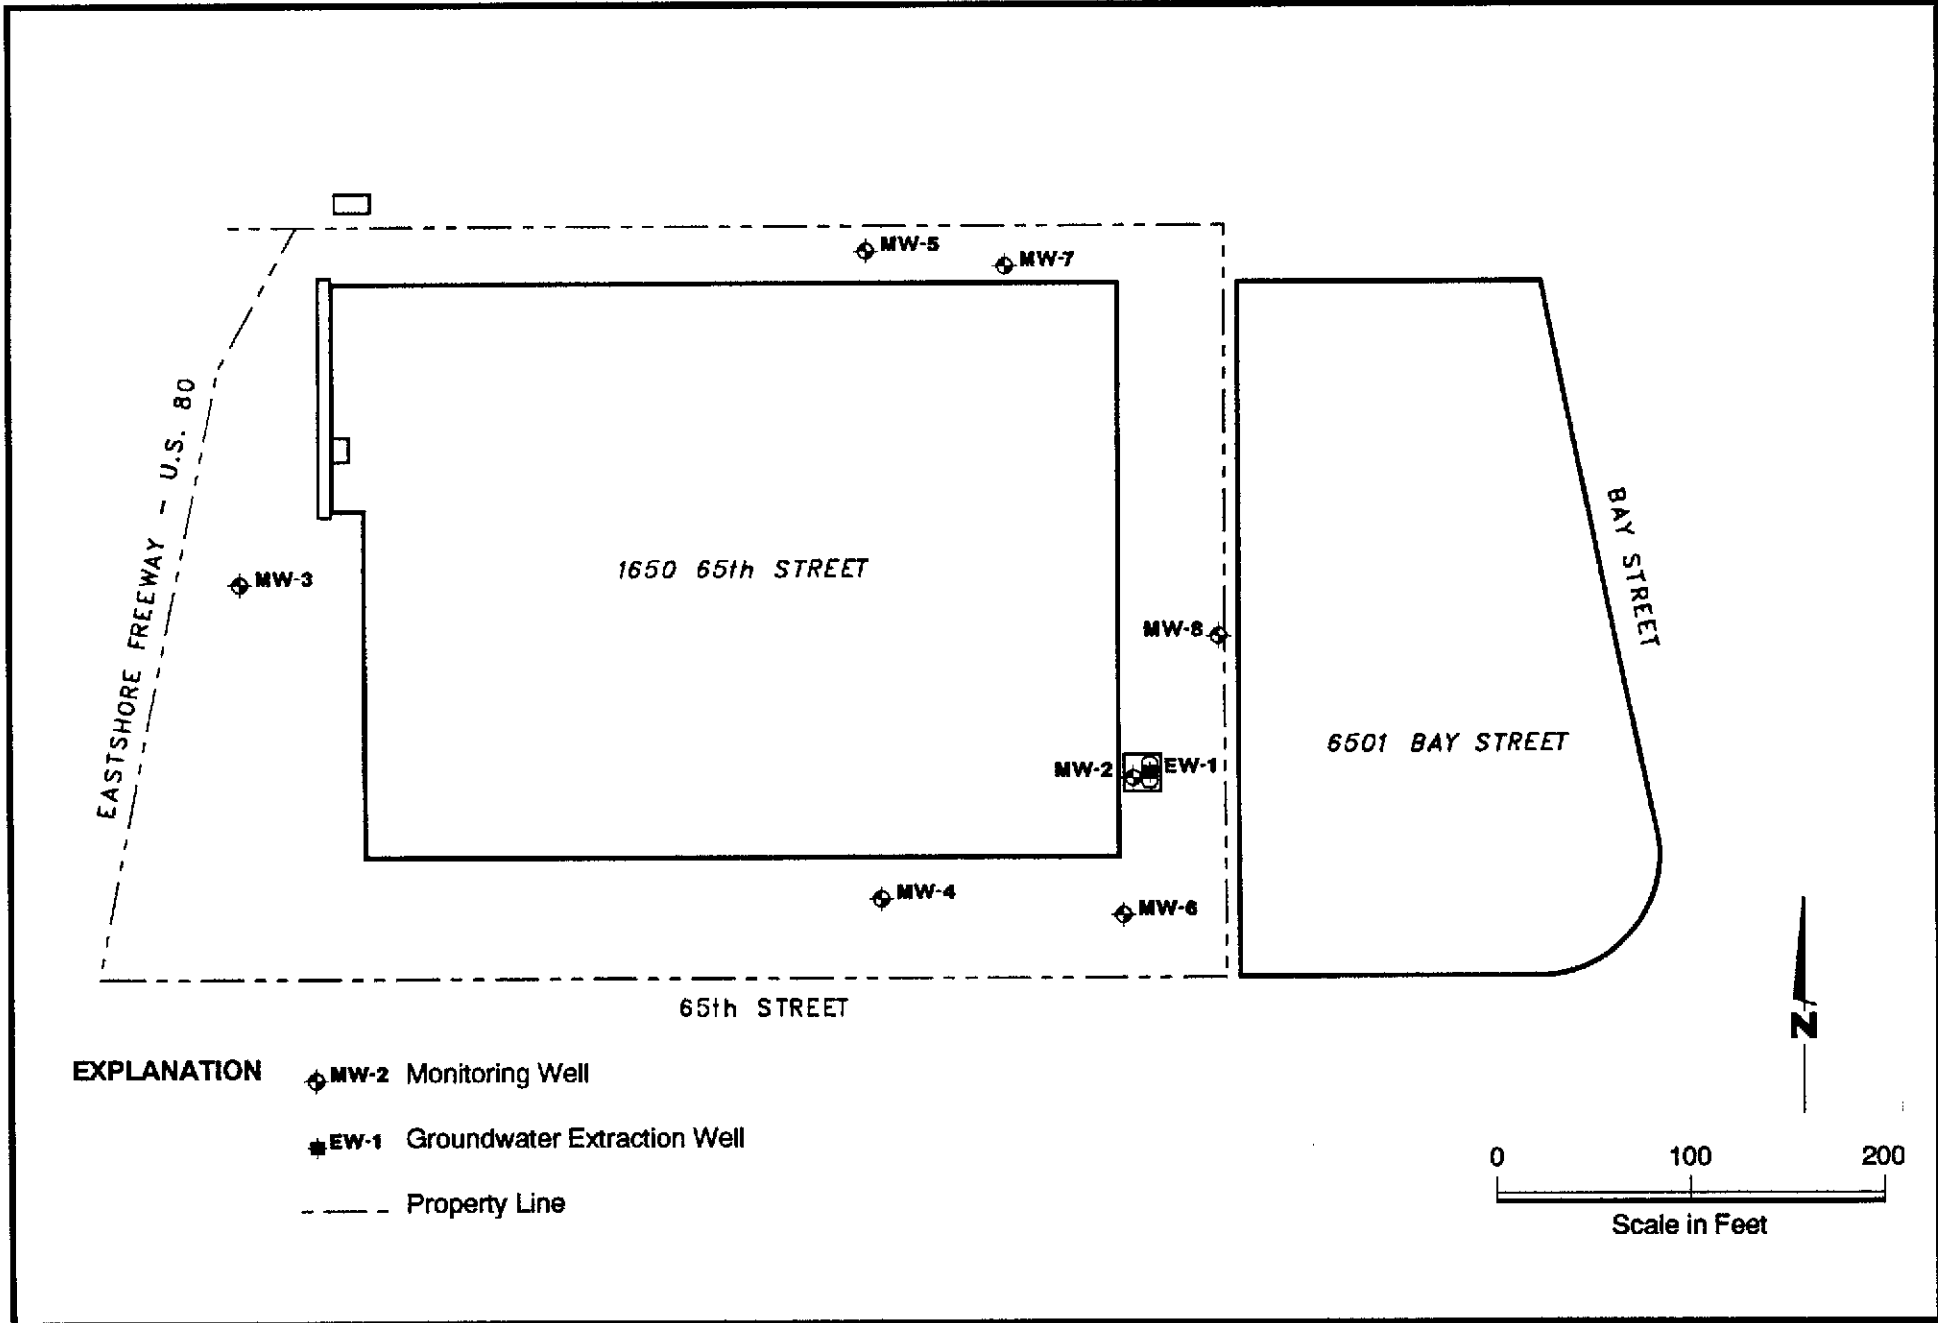 MW-5
MW-7
EASTSHORE FREEWAY - U.S. 80
1650 65th STREET
BAY STREET
MW-3
MW-8
6501 BAY STREET
MW-2
EW-1
MW-4
MW-6
65th STREET
N
EXPLANATION
MW-2 Monitoring Well
EW-1 Groundwater Extraction Well
Property Line
0 100 200
Scale in Feet